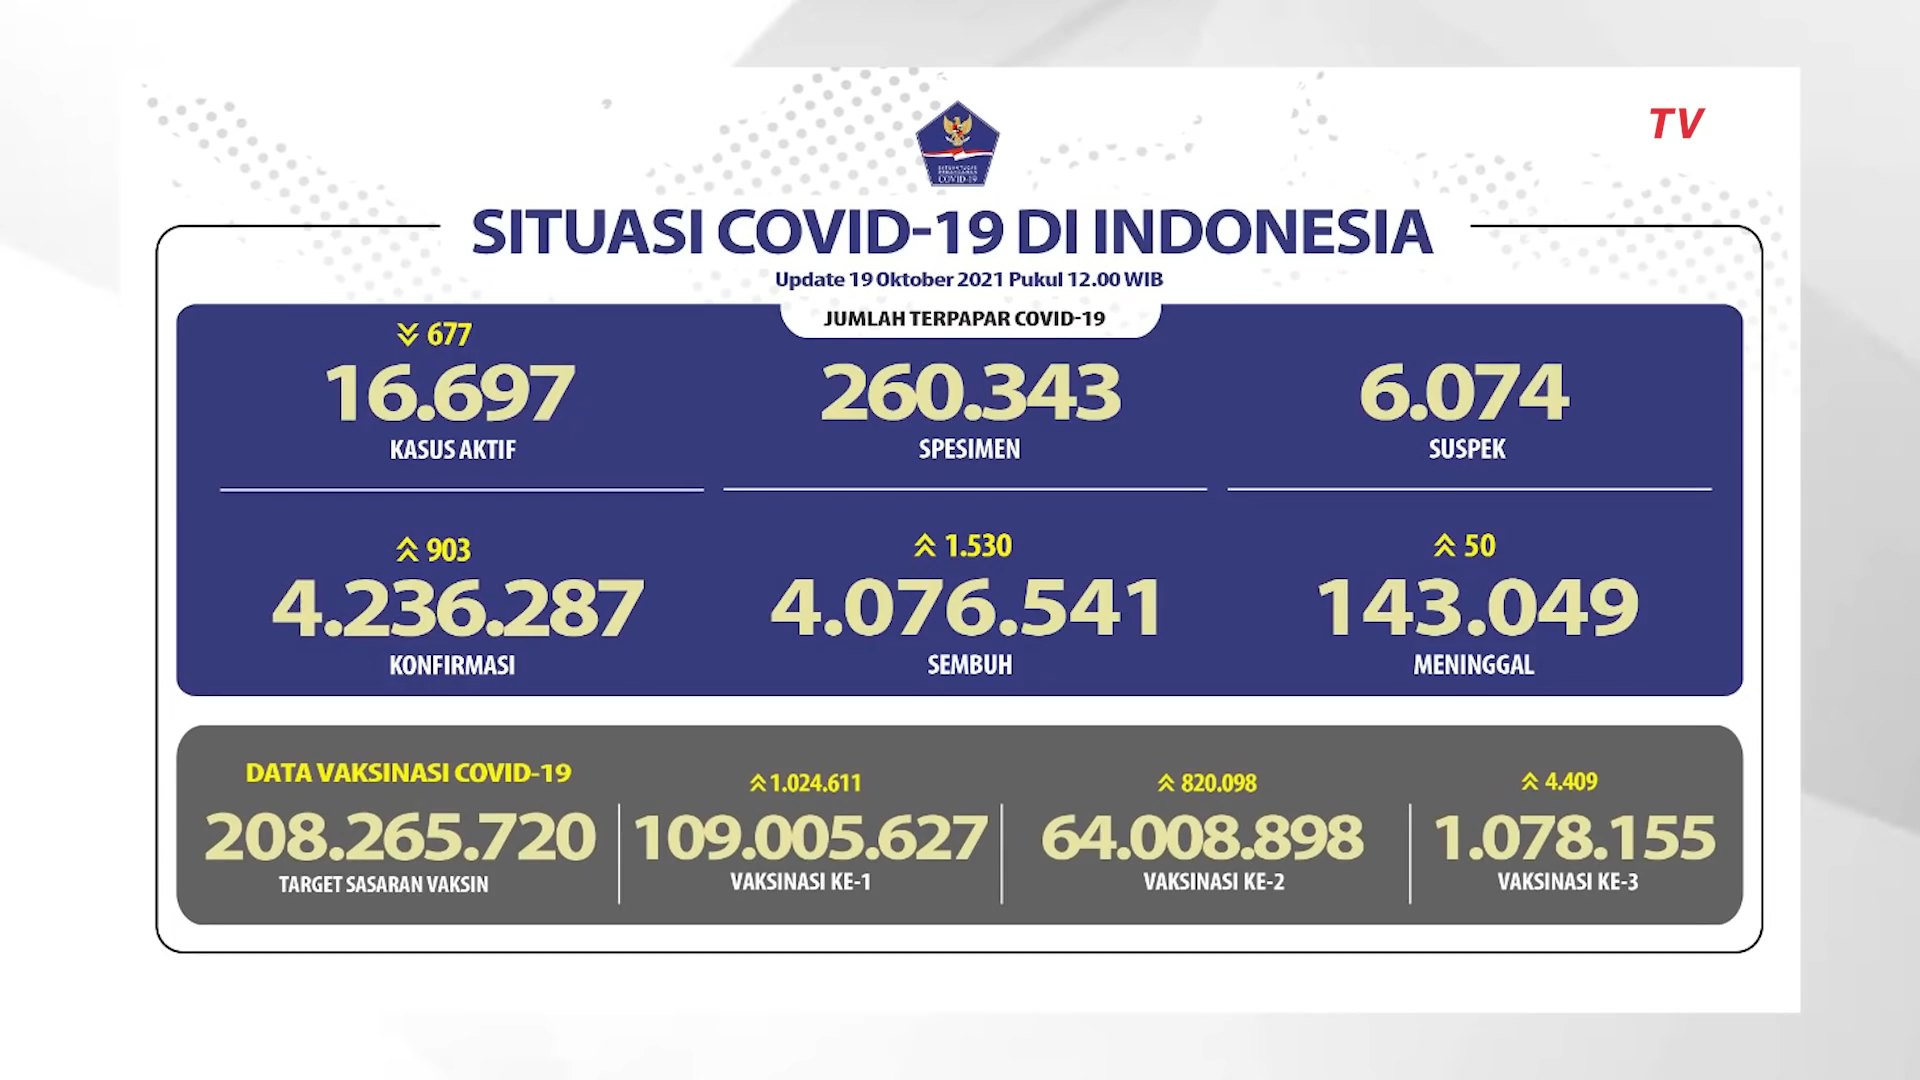 TV
COVID-19
SITUASI COVID-19 DI INDONESIA
Update 19 Oktober 2021 Pukul 12.00 WIB
JUMLAH TERPAPAR COVID-19
677
16.697
KASUS AKTIF
260.343
SPESIMEN
6.074
SUSPEK
903
4.236.287
KONFIRMASI
1.530
4.076.541
SEMBUH
50
143.049
MENINGGAL
DATA VAKSINASI COVID-19
208.265.720
TARGET SASARAN VAKSIN
1.024.611
109.005.627
VAKSINASI KE-1
820.098
64.008.898
VAKSINASI KE-2
4.409
1.078.155
VAKSINASI KE-3